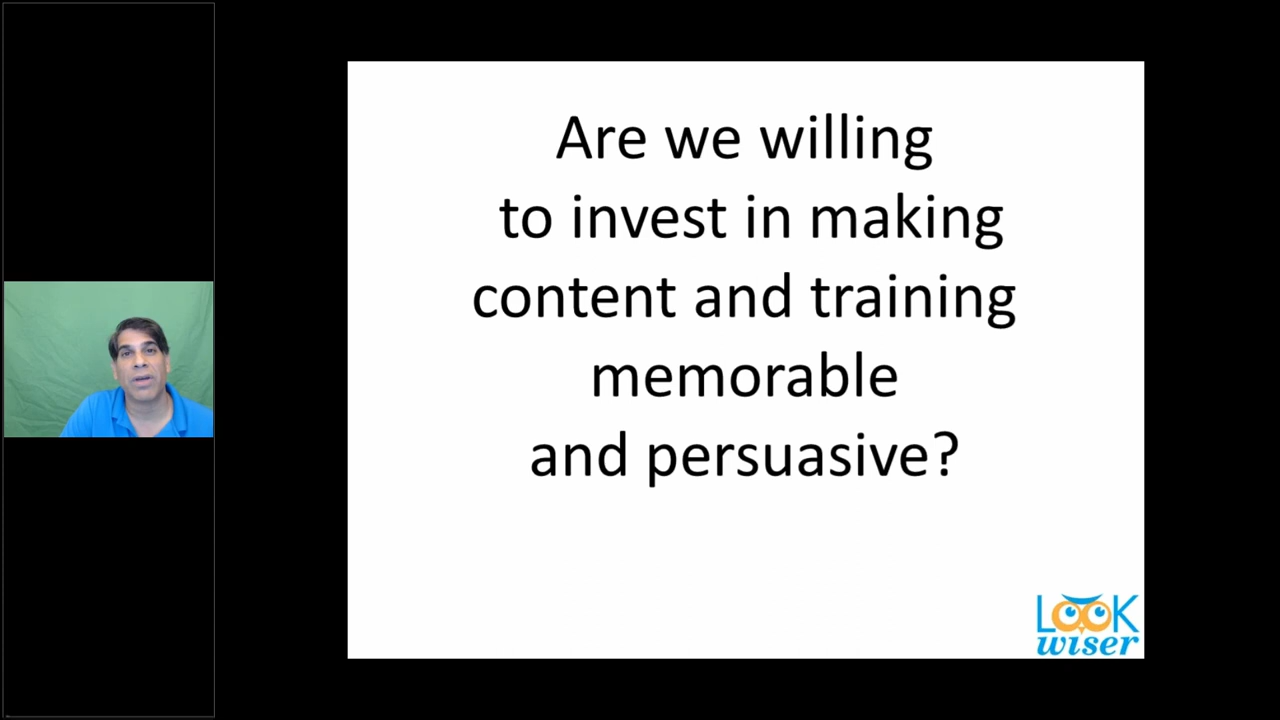 Are we willing
to invest in making
content and training
memorable
and persuasive?
LOOK
wiser